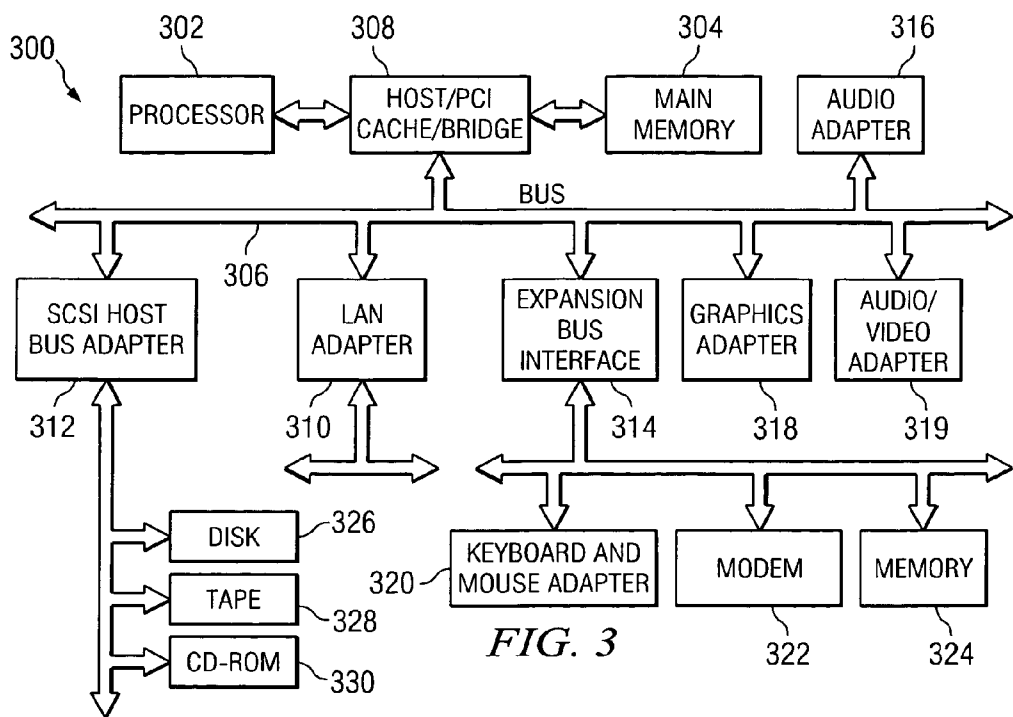 300
302
308
304
316
PROCESSOR
HOST/PCI
CACHE/BRIDGE
MAIN
MEMORY
AUDIO
ADAPTER
BUS
306
SCSI HOST
BUS ADAPTER
LAN
ADAPTER
EXPANSION
BUS
INTERFACE
GRAPHICS
ADAPTER
AUDIO/
VIDEO
ADAPTER
312
310
314
318
319
DISK
326
TAPE
328
CD-ROM
330
320
KEYBOARD AND
MOUSE ADAPTER
MODEM
MEMORY
322
324
FIG. 3